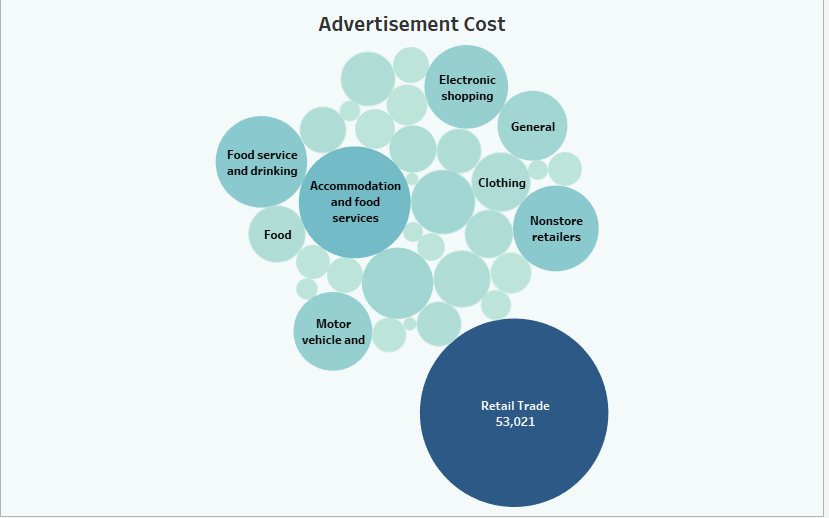 Advertisement Cost
Electronic
shopping
General
Food service
and drinking
Accommodation
and food
services
Clothing
Nonstore
retailers
Food
Motor
vehicle and
Retail Trade
53,021